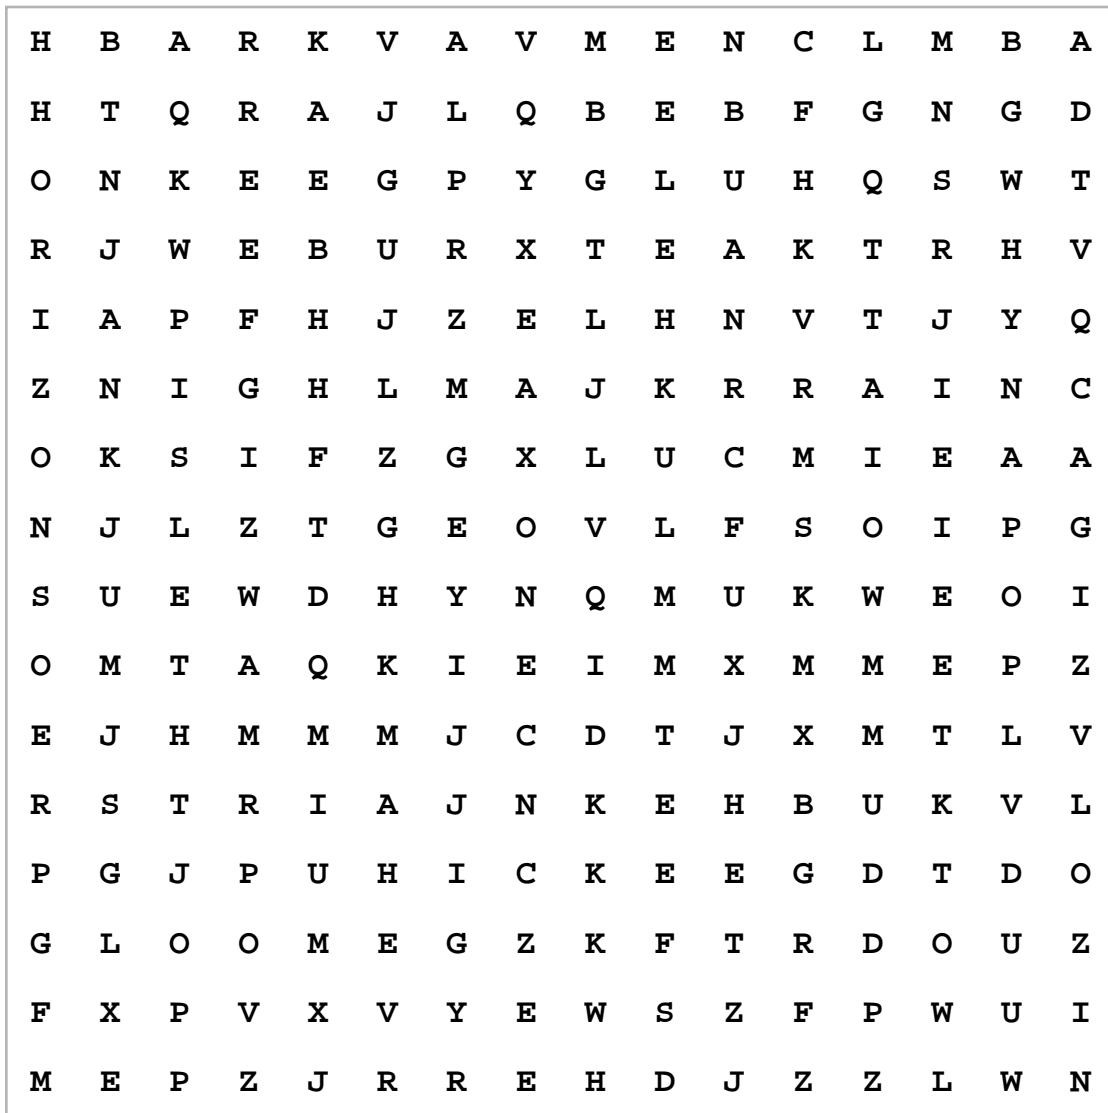 H B A R K V A V M E N C L M B A
H T Q R A J L Q B E B F G N G D
O N K E E G P Y G L U H Q S W T
R J W E B U R X T E A K T R H V
I A P F H J Z E L H N V T J Y Q
Z N I G H L M A J K R R A I N C
O K S I F Z G X L U C M I E A A
N J L Z T G E O V L F S O I P G
S U E W D H Y N Q M U K W E O I
O M T A Q K I E I M X M M E P Z
E J H M M M J C D T J X M T L V
R S T R I A J N K E H B U K V L
P G J P U H I C K E E G D T D O
G L O O M E G Z K F T R D O U Z
F X P V X V Y E W S Z F P W U I
M E P Z J R R E H D J Z Z L W N